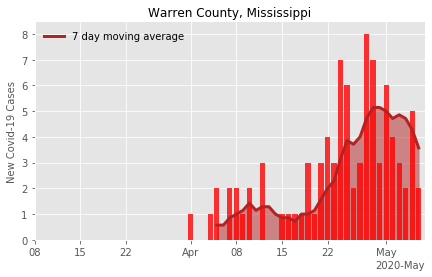 Warren County, Mississippi
7 day moving average
New Covid-19 Cases
8
7
6
5
4
3
2
1
0
08 15 22 Apr 08 15 22 May
2020-May